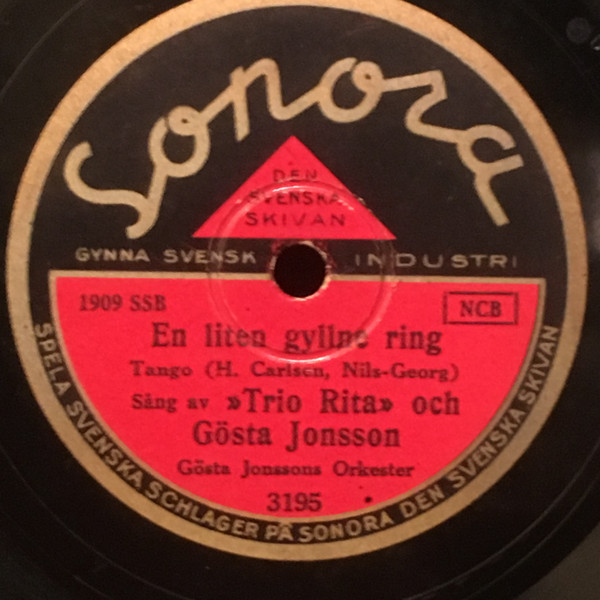 Sonora
DEN
SVENSKA
SKIVAN
GYNNA SVENSK INDUSTRI
1909 SSB
NCB
En liten gyllne ring
Tango (H. Carlsen, Nils-Georg)
Sång av »Trio Rita» och
Gösta Jonsson
Gösta Jonssons Orkester
3195
SPELA SVENSKA SCHLAGER PÅ SONORA DEN SVENSKA SKIVAN